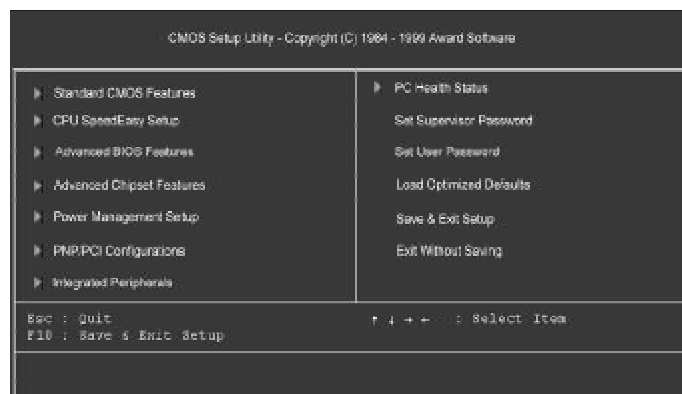 CMOS Setup Utility - Copyright (C) 1984 - 1999 Award Software
Standard CMOS Features
CPU SpeedEasy Setup
Advanced BIOS Features
Advanced Chipset Features
Power Management Setup
PNP/PCI Configurations
Integrated Peripherals
PC Health Status
Set Supervisor Password
Set User Password
Load Optimized Defaults
Save & Exit Setup
Exit Without Saving
Esc : Quit
F10 : Save & Exit Setup
↑ ↓ → ← : Select Item